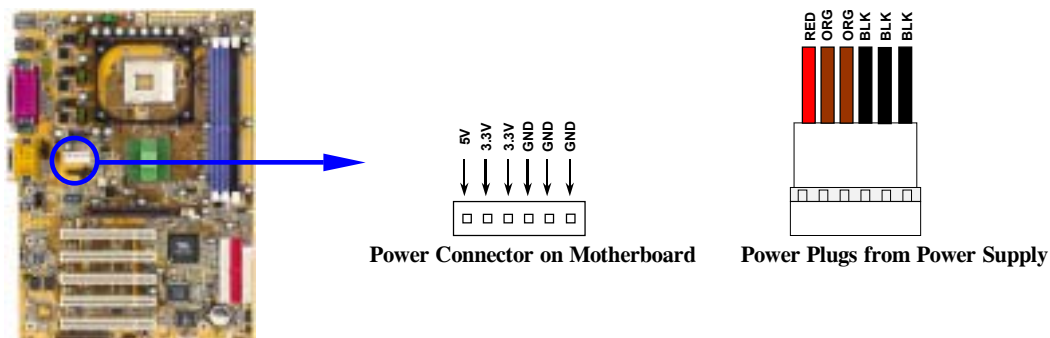 5V
3.3V
3.3V
GND
GND
GND
Power Connector on Motherboard
RED
ORG
ORG
BLK
BLK
BLK
Power Plugs from Power Supply